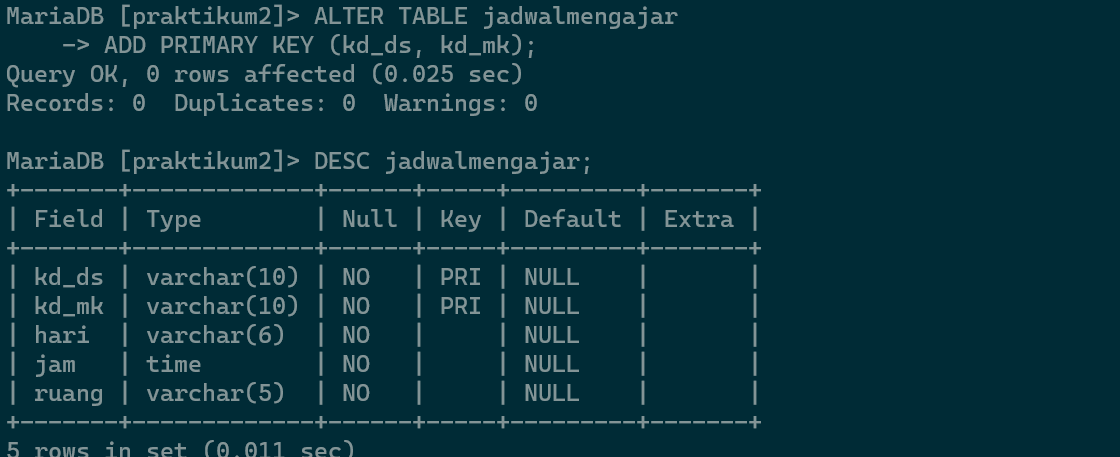 MariaDB [praktikum2]> ALTER TABLE jadwalmengajar
    -> ADD PRIMARY KEY (kd_ds, kd_mk);
Query OK, 0 rows affected (0.025 sec)
Records: 0  Duplicates: 0  Warnings: 0

MariaDB [praktikum2]> DESC jadwalmengajar;
+-------+-------------+------+-----+---------+-------+
| Field | Type        | Null | Key | Default | Extra |
+-------+-------------+------+-----+---------+-------+
| kd_ds | varchar(10) | NO   | PRI | NULL    |       |
| kd_mk | varchar(10) | NO   | PRI | NULL    |       |
| hari  | varchar(6)  | NO   |     | NULL    |       |
| jam   | time        | NO   |     | NULL    |       |
| ruang | varchar(5)  | NO   |     | NULL    |       |
+-------+-------------+------+-----+---------+-------+
5 rows in set (0.011 sec)